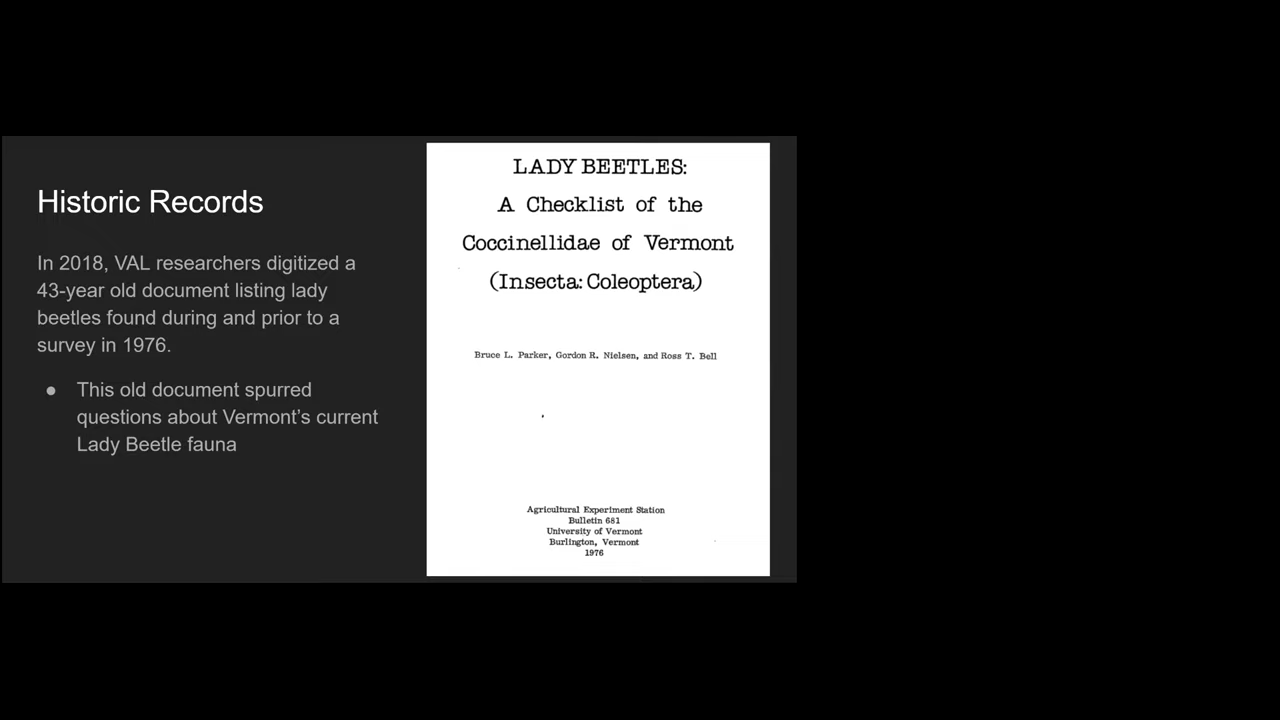 Historic Records
In 2018, VAL researchers digitized a
43-year old document listing lady
beetles found during and prior to a
survey in 1976.
● This old document spurred
questions about Vermont’s current
Lady Beetle fauna
LADY BEETLES:
A Checklist of the
Coccinellidae of Vermont
(Insecta: Coleoptera)
Bruce L. Parker, Gordon R. Nielsen, and Ross T. Bell
Agricultural Experiment Station
Bulletin 681
University of Vermont
Burlington, Vermont
1976